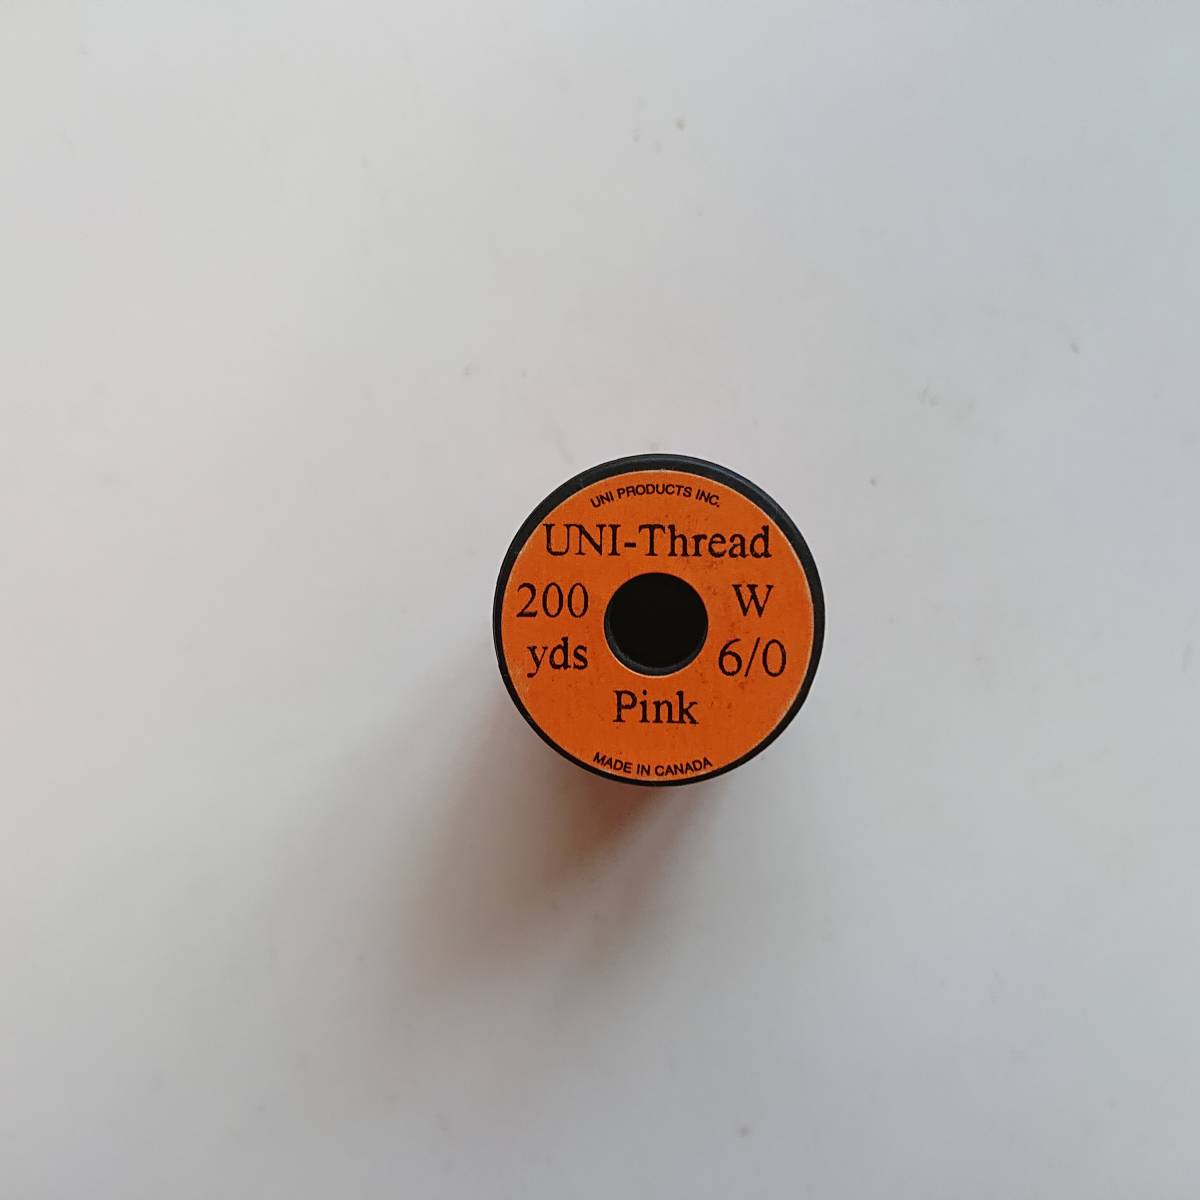 UNI PRODUCTS INC.
UNI-Thread
200 W
yds 6/0
Pink
MADE IN CANADA